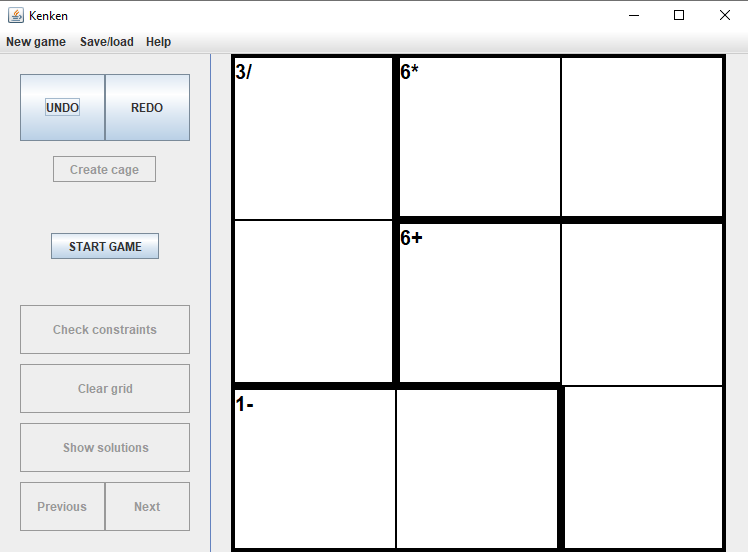 Kenken
New game Save/load Help
UNDO REDO
Create cage
START GAME
Check constraints
Clear grid
Show solutions
Previous Next
3/ 6*
6+
1-